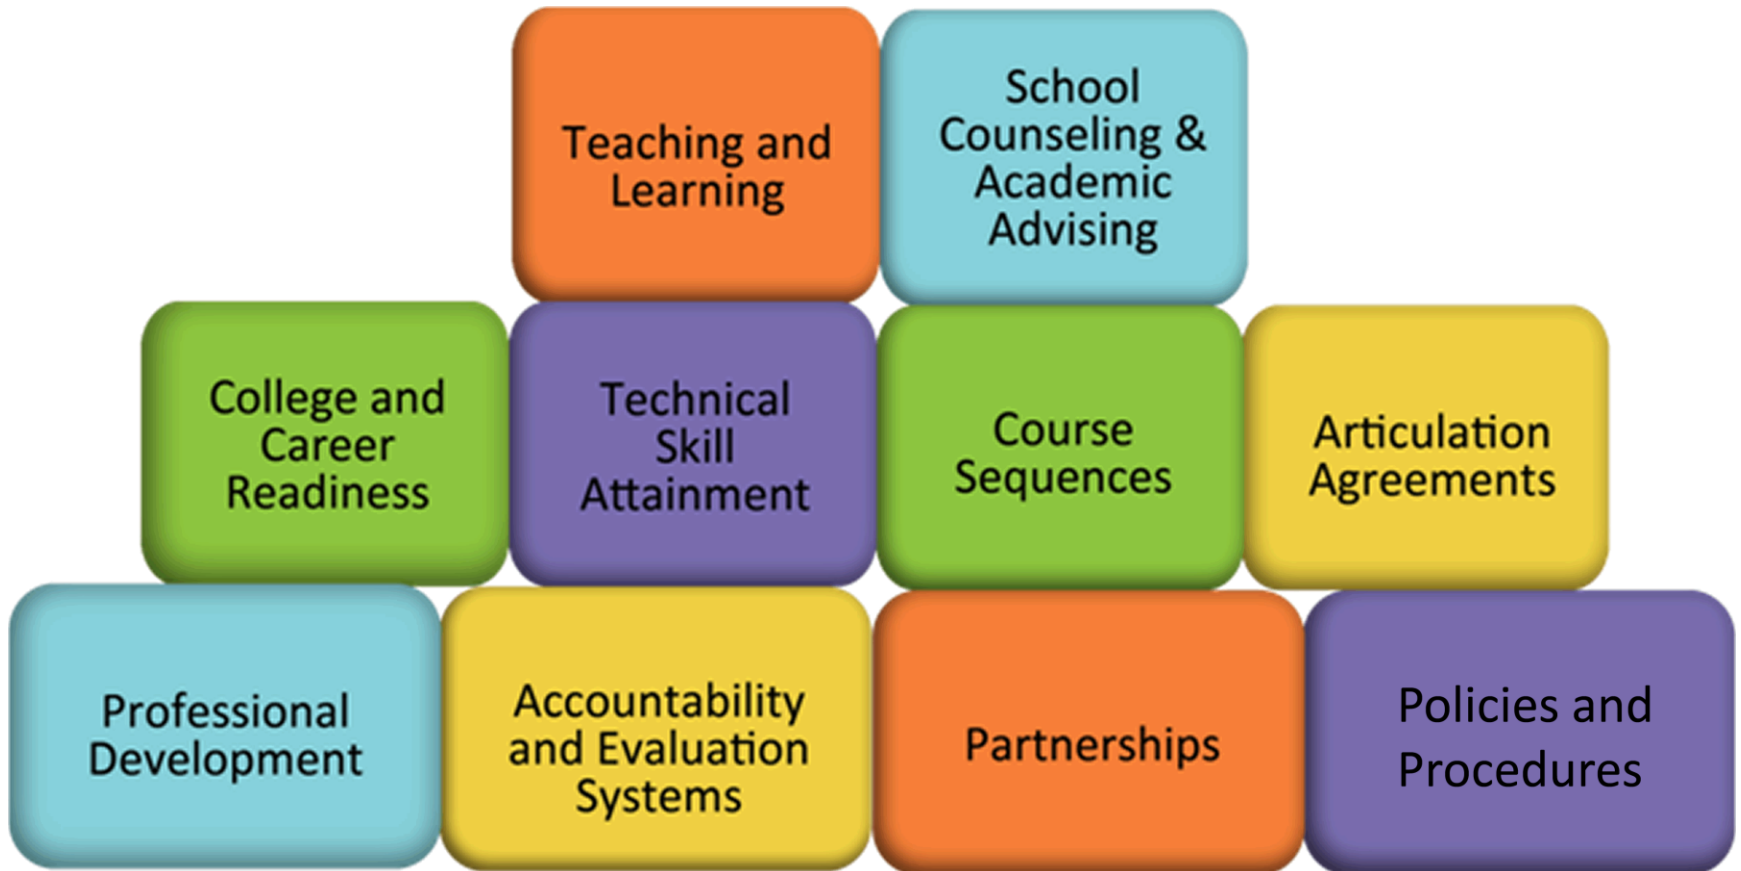 Teaching and
Learning
School
Counseling &
Academic
Advising
College and
Career
Readiness
Technical
Skill
Attainment
Course
Sequences
Articulation
Agreements
Professional
Development
Accountability
and Evaluation
Systems
Partnerships
Policies and
Procedures